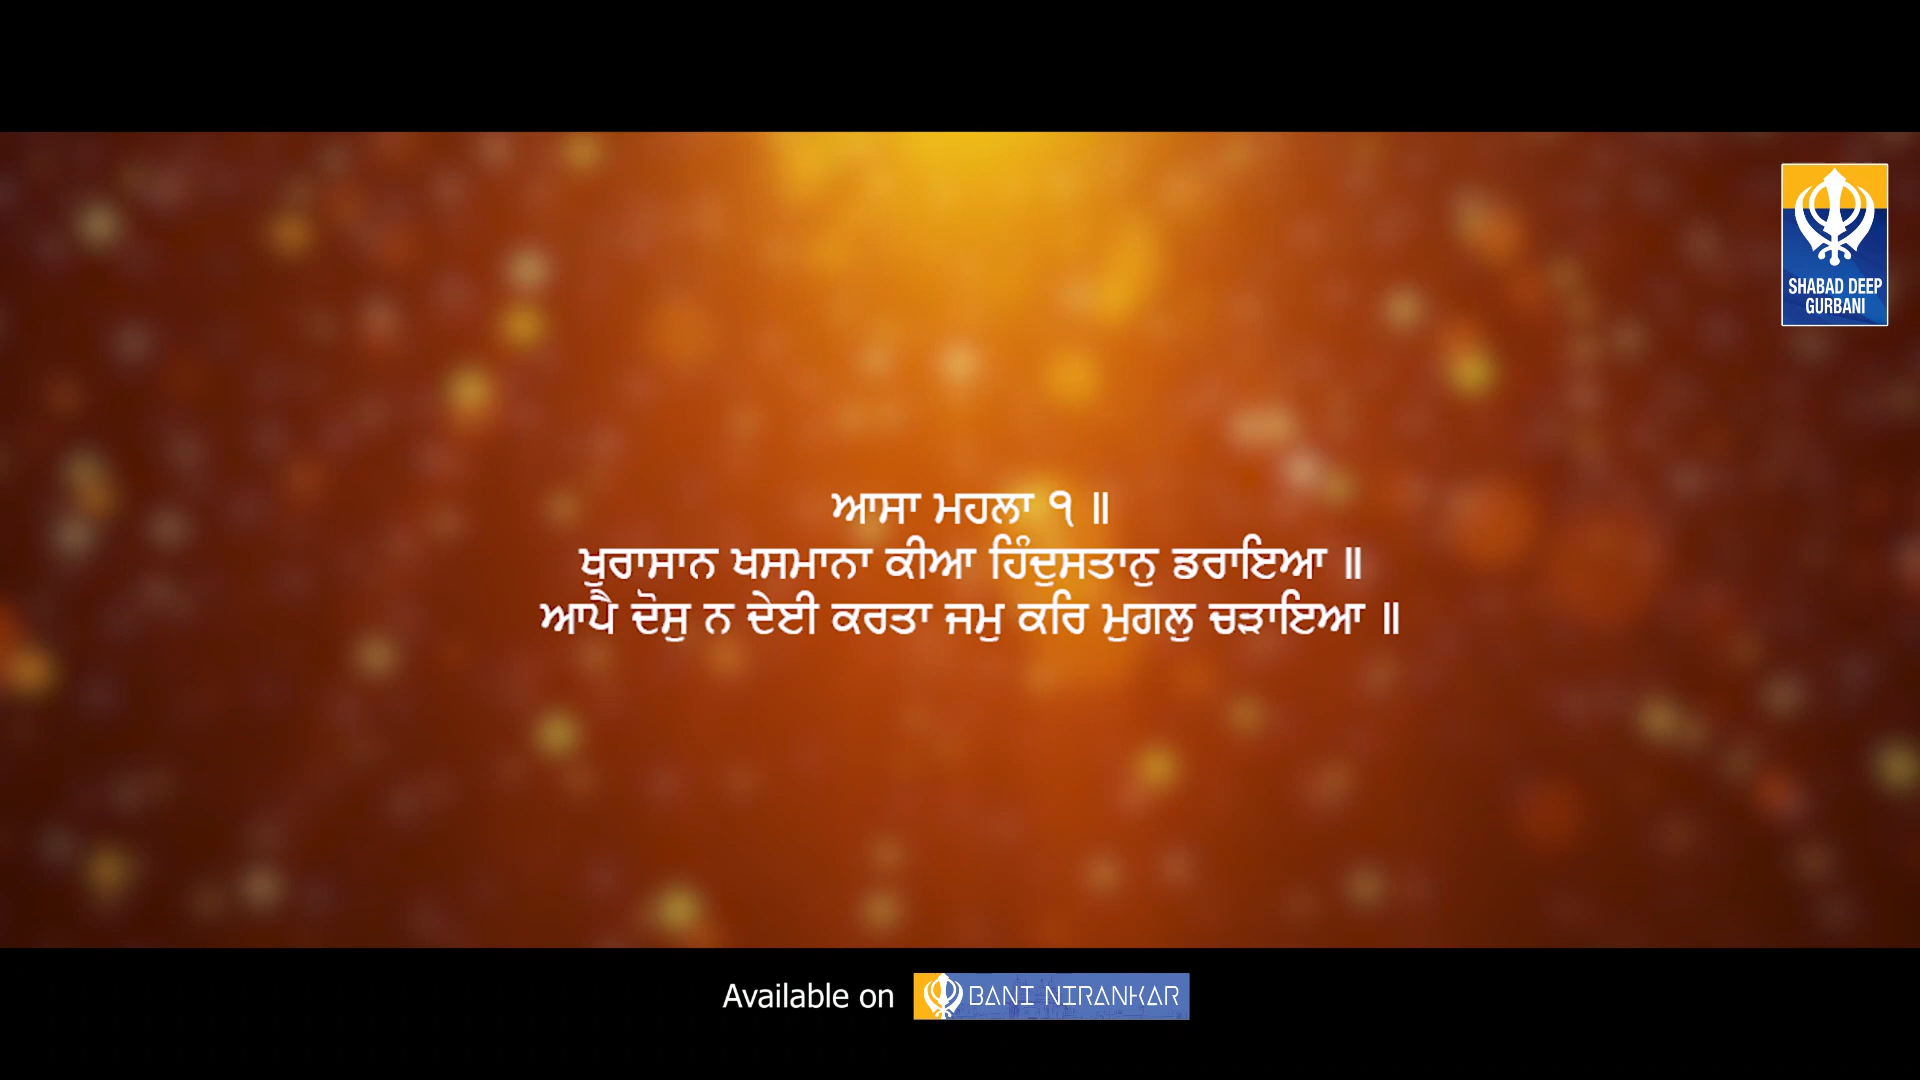 SHABAD DEEP
GURBANI
ਆਸਾ ਮਹਲਾ ੧ ॥
ਖੁਰਾਸਾਨ ਖਸਮਾਨਾ ਕੀਆ ਹਿੰਦੁਸਤਾਨੁ ਡਰਾਇਆ ॥
ਆਪੈ ਦੋਸੁ ਨ ਦੇਈ ਕਰਤਾ ਜਮੁ ਕਰਿ ਮੁਗਲੁ ਚੜਾਇਆ ॥
Available on BANI NIRANKAR